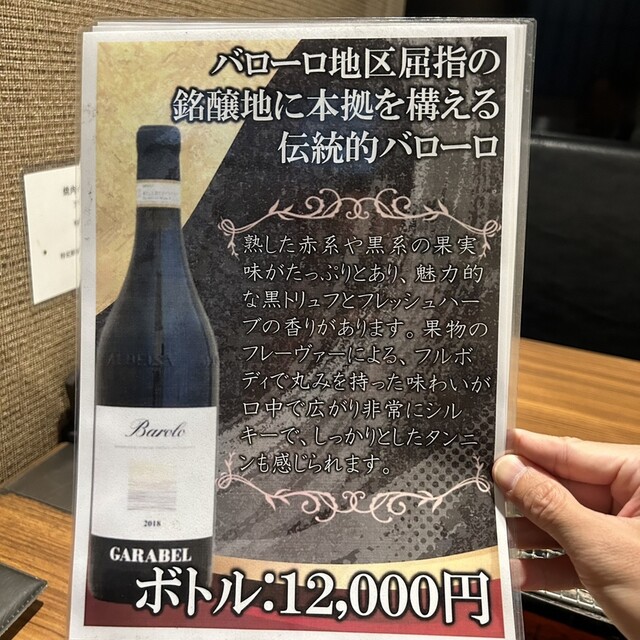 バローロ地区屈指の
銘醸地に本拠を構える
伝統的バローロ
熟した赤系や黒系の果実
味がたっぷりとあり、魅力的
な黒トリュフとフレッシュハー
ブの香りがあります。果物の
フレーヴァーによる、フルボ
ディで丸みを持った味わいが
口中で広がり非常にシル
キーで、しっかりとしたタンニ
ンも感じられます。
ALBEISA
Barolo
2018
GARABEL
ボトル:12,000円
焼肉